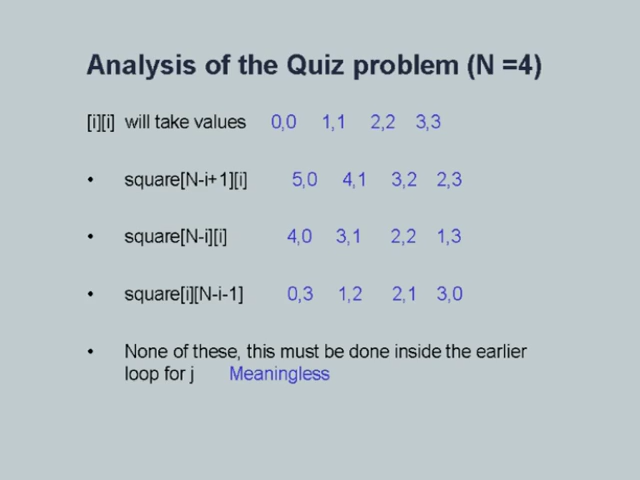 Analysis of the Quiz problem (N =4)
[i][i] will take values 0,0 1,1 2,2 3,3
• square[N-i+1][i] 5,0 4,1 3,2 2,3
• square[N-i][i] 4,0 3,1 2,2 1,3
• square[i][N-i-1] 0,3 1,2 2,1 3,0
• None of these, this must be done inside the earlier
loop for j Meaningless